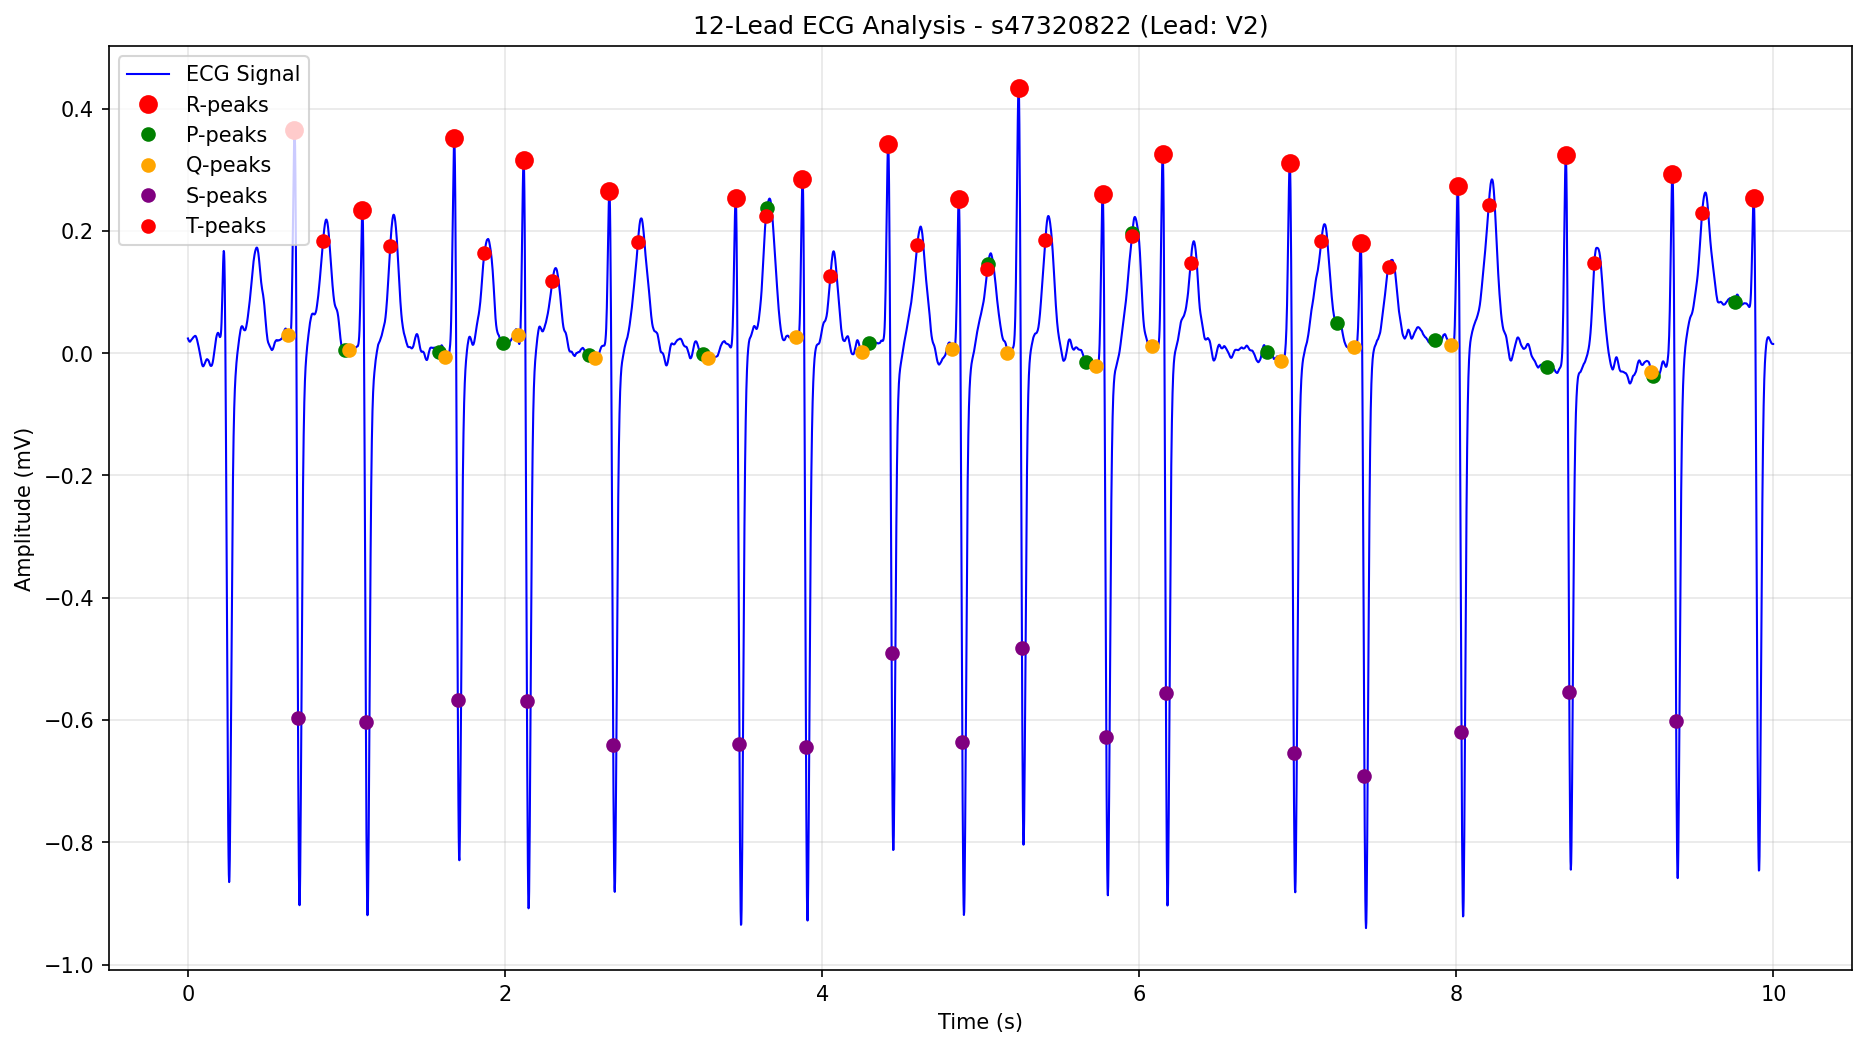 12-Lead ECG Analysis - s47320822 (Lead: V2)
ECG Signal
R-peaks
P-peaks
Q-peaks
S-peaks
T-peaks
0.4
0.2
0.0
−0.2
−0.4
−0.6
−0.8
−1.0
Amplitude (mV)
0 2 4 6 8 10
Time (s)